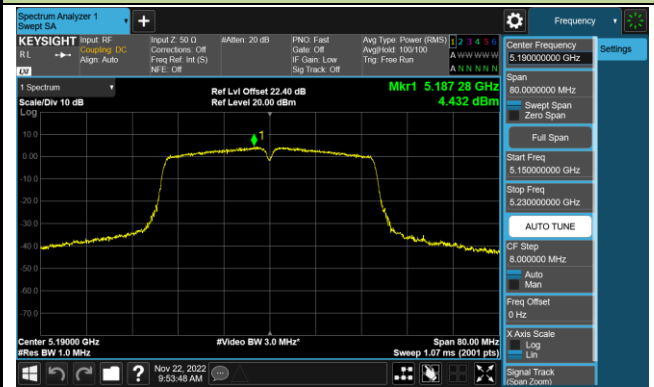 Spectrum Analyzer 1
Swept SA
+
Frequency
KEYSIGHT
Input: RF
Coupling: DC
Align: Auto
Input Z: 50 Ω
Corrections: Off
Freq Ref: Int (S)
NFE: Off
#Atten: 20 dB
PNO: Fast
Gate: Off
IF Gain: Low
Sig Track: Off
Avg Type: Power (RMS)
Avg|Hold: 100/100
Trig: Free Run
1 2 3 4 5 6
A W W W W W
A N N N N N
R L
LXI
1 Spectrum
Scale/Div 10 dB
Log
Ref Lvl Offset 22.40 dB
Ref Level 20.00 dBm
Mkr1 5.187 28 GHz
4.432 dBm
1
10.0
0.00
-10.0
-20.0
-30.0
-40.0
-50.0
-60.0
-70.0
Center 5.19000 GHz
#Res BW 1.0 MHz
#Video BW 3.0 MHz*
Span 80.00 MHz
Sweep 1.07 ms (2001 pts)
Center Frequency
5.190000000 GHz
Settings
Span
80.0000000 MHz
Swept Span
Zero Span
Full Span
Start Freq
5.150000000 GHz
Stop Freq
5.230000000 GHz
AUTO TUNE
CF Step
8.000000 MHz
Auto
Man
Freq Offset
0 Hz
X Axis Scale
Log
Lin
Signal Track
(Span Zoom)
?
Nov 22, 2022
9:53:48 AM